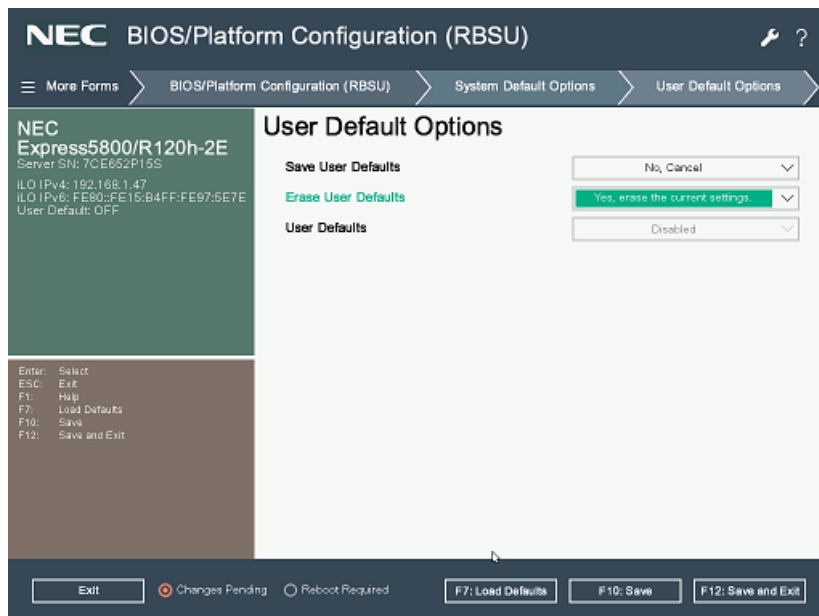 NEC BIOS/Platform Configuration (RBSU) ?
More Forms BIOS/Platform Configuration (RBSU) System Default Options User Default Options
NEC
Express5800/R120h-2E
Server SN: 7CE652P15S
iLO IPv4: 192.168.1.47
iLO IPv6: FE80::FE15:B4FF:FE97:5E7E
User Default: OFF
User Default Options
Save User Defaults No, Cancel
Erase User Defaults Yes, erase the current settings.
User Defaults Disabled
Enter: Select
ESC: Exit
F1: Help
F7: Load Defaults
F10: Save
F12: Save and Exit
Exit Changes Pending Reboot Required F7: Load Defaults F10: Save F12: Save and Exit